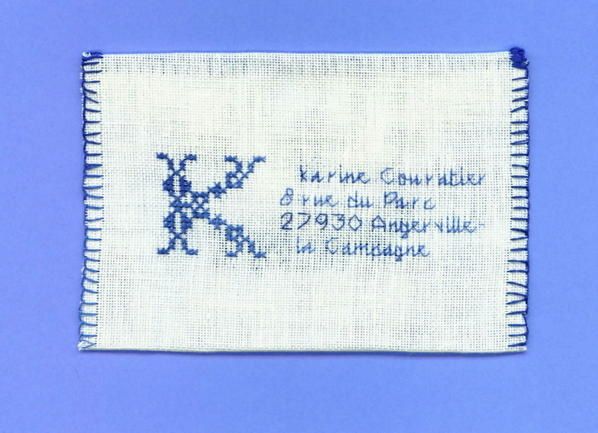 K
Karine Couratier
8 rue du Parc
27930 Angerville-
la Campagne